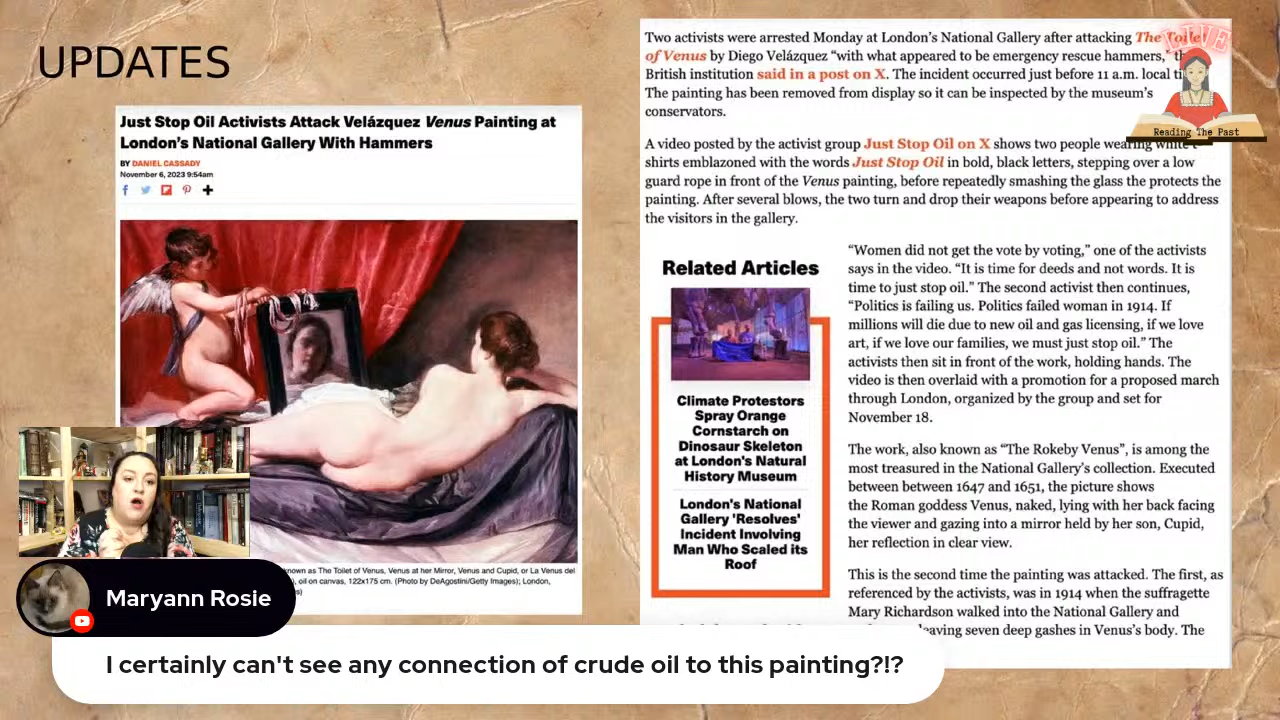 UPDATES
Just Stop Oil Activists Attack Velázquez Venus Painting at
London's National Gallery With Hammers
BY DANIEL CASSADY
November 6, 2023 9:54am
known as The Toilet of Venus, Venus at her Mirror, Venus and Cupid, or La Venus del
, oil on canvas, 122x175 cm. (Photo by DeAgostini/Getty Images); London,
Two activists were arrested Monday at London's National Gallery after attacking The Toilet
of Venus by Diego Velázquez “with what appeared to be emergency rescue hammers,”
British institution said in a post on X. The incident occurred just before 11 a.m. local
The painting has been removed from display so it can be inspected by the museum's
conservators.
A video posted by the activist group Just Stop Oil on X shows two people wearing white
shirts emblazoned with the words Just Stop Oil in bold, black letters, stepping over a low
guard rope in front of the Venus painting, before repeatedly smashing the glass the protects the
painting. After several blows, the two turn and drop their weapons before appearing to address
the visitors in the gallery.
“Women did not get the vote by voting,” one of the activists
says in the video. “It is time for deeds and not words. It is
time to just stop oil.” The second activist then continues,
“Politics is failing us. Politics failed woman in 1914. If
millions will die due to new oil and gas licensing, if we love
art, if we love our families, we must just stop oil.” The
activists then sit in front of the work, holding hands. The
video is then overlaid with a promotion for a proposed march
through London, organized by the group and set for
November 18.
The work, also known as “The Rokeby Venus”, is among the
most treasured in the National Gallery's collection. Executed
between between 1647 and 1651, the picture shows
the Roman goddess Venus, naked, lying with her back facing
the viewer and gazing into a mirror held by her son, Cupid,
her reflection in clear view.
This is the second time the painting was attacked. The first, as
referenced by the activists, was in 1914 when the suffragette
Mary Richardson walked into the National Gallery and
leaving seven deep gashes in Venus's body. The
Related Articles
Climate Protestors
Spray Orange
Cornstarch on
Dinosaur Skeleton
at London's Natural
History Museum
London's National
Gallery 'Resolves'
Incident Involving
Man Who Scaled its
Roof
LIVE
Reading The Past
Maryann Rosie
I certainly can't see any connection of crude oil to this painting?!?